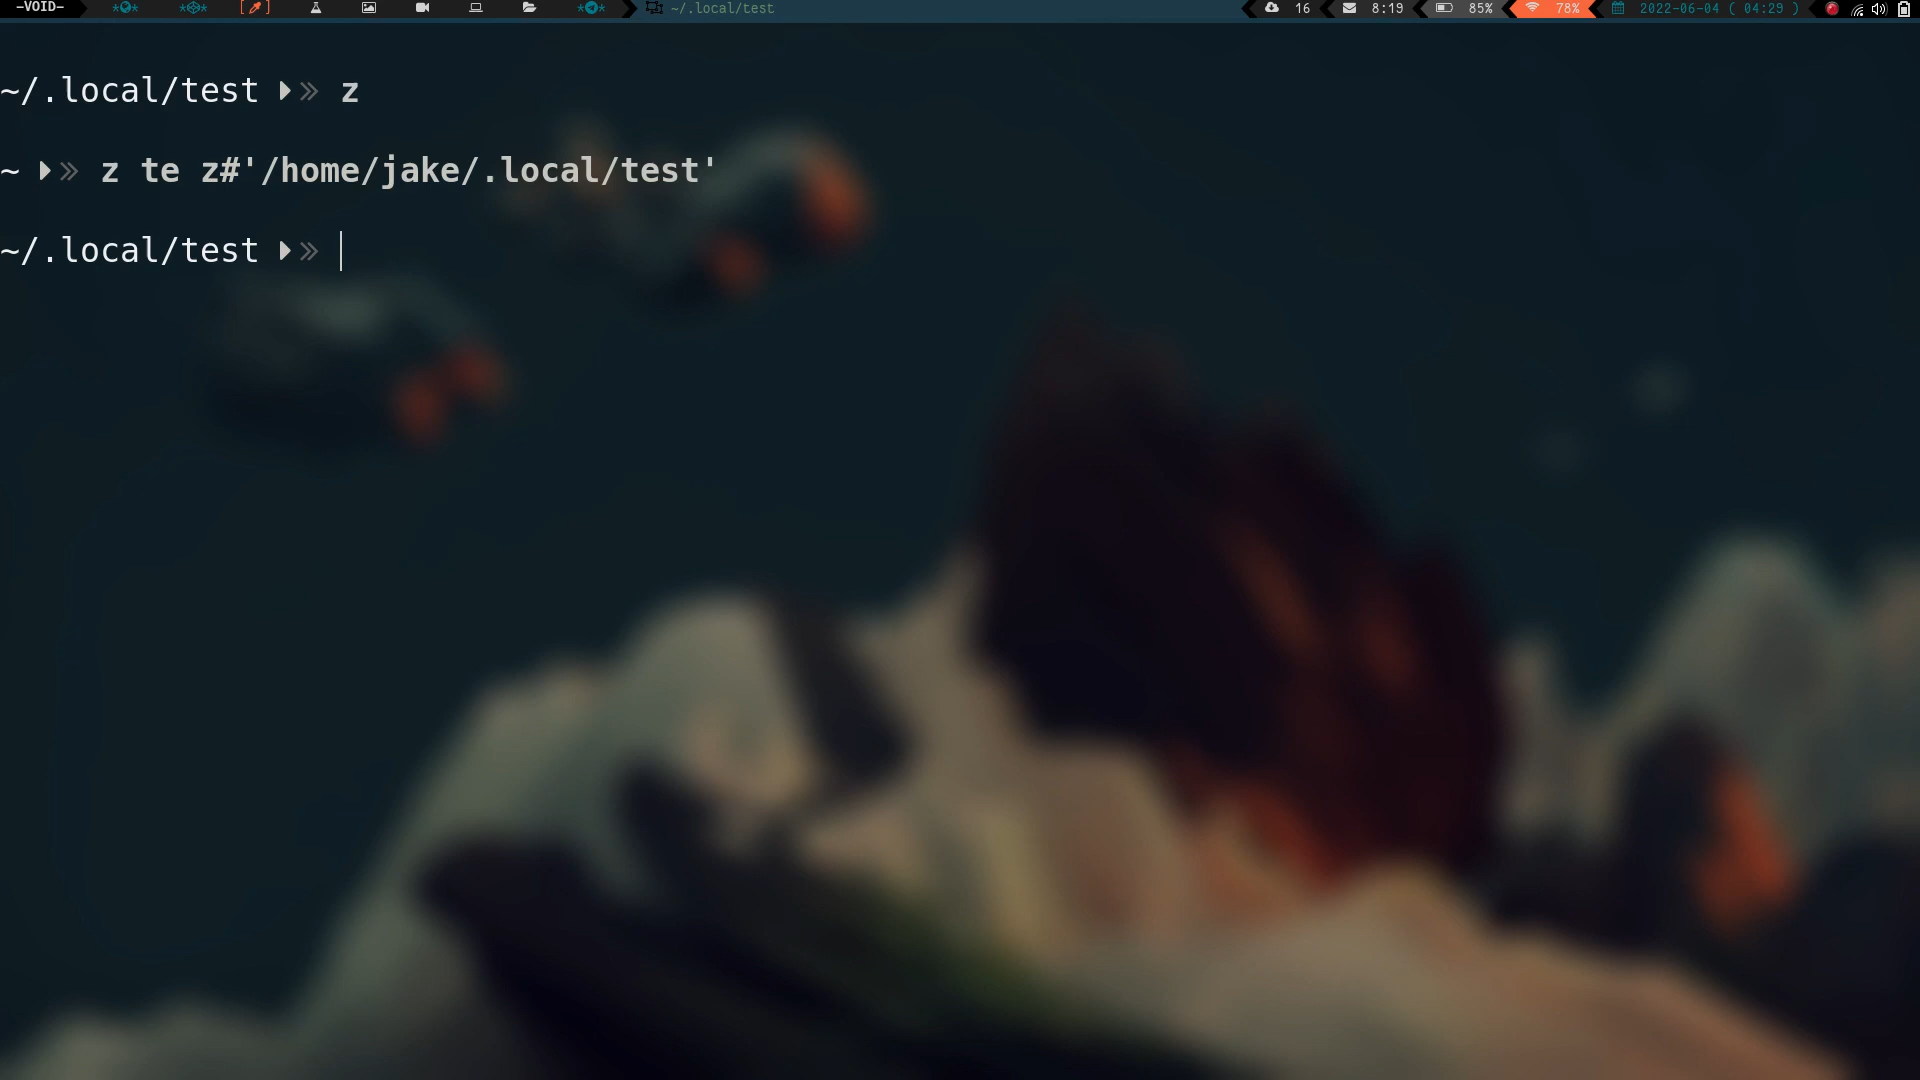 -VOID- ~/.local/test 16 8:19 85% 78% 2022-06-04 ( 04:29 )
~/.local/test z
~ z te z#'/home/jake/.local/test'
~/.local/test